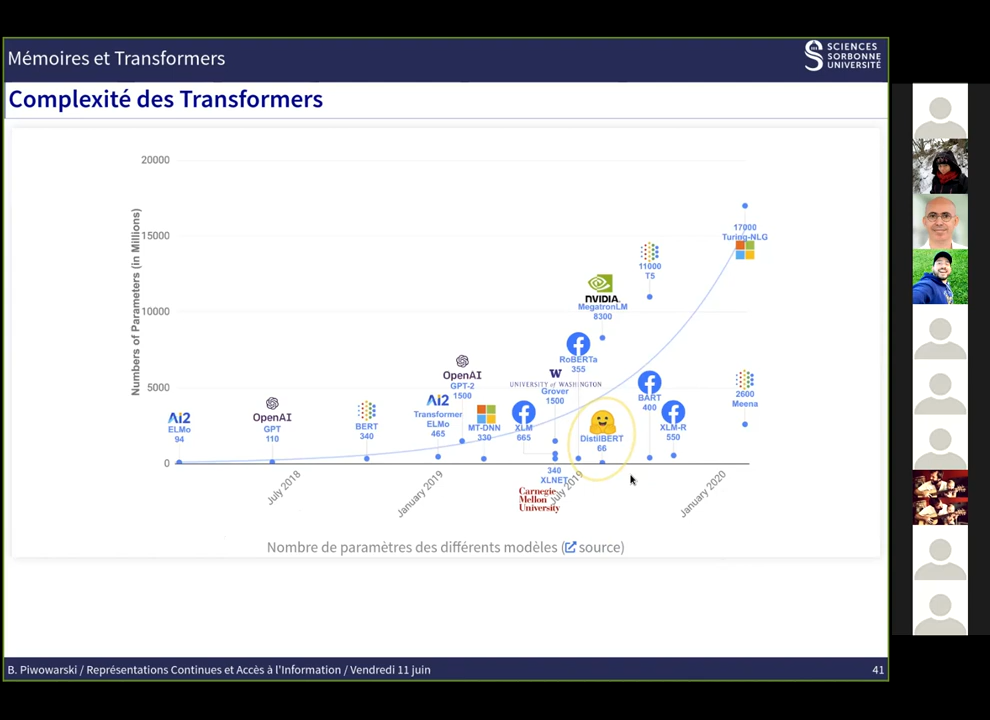 Mémoires et Transformers
SCIENCES
SORBONNE
UNIVERSITÉ
Complexité des Transformers
Numbers of Parameters (in Millions)
20000
15000
10000
5000
0
Ai2
ELMo
94
OpenAI
GPT
110
BERT
340
Ai2
Transformer
ELMo
465
OpenAI
GPT-2
1500
MT-DNN
330
XLM
665
W
UNIVERSITY of WASHINGTON
Grover
1500
340
XLNET
Carnegie
Mellon
University
RoBERTa
355
NVIDIA.
MegatronLM
8300
DistilBERT
66
11000
T5
BART
400
XLM-R
550
17000
Turing-NLG
2600
Meena
July 2018
January 2019
July 2019
January 2020
Nombre de paramètres des différents modèles (source)
B. Piwowarski / Représentations Continues et Accès à l'Information / Vendredi 11 juin
41